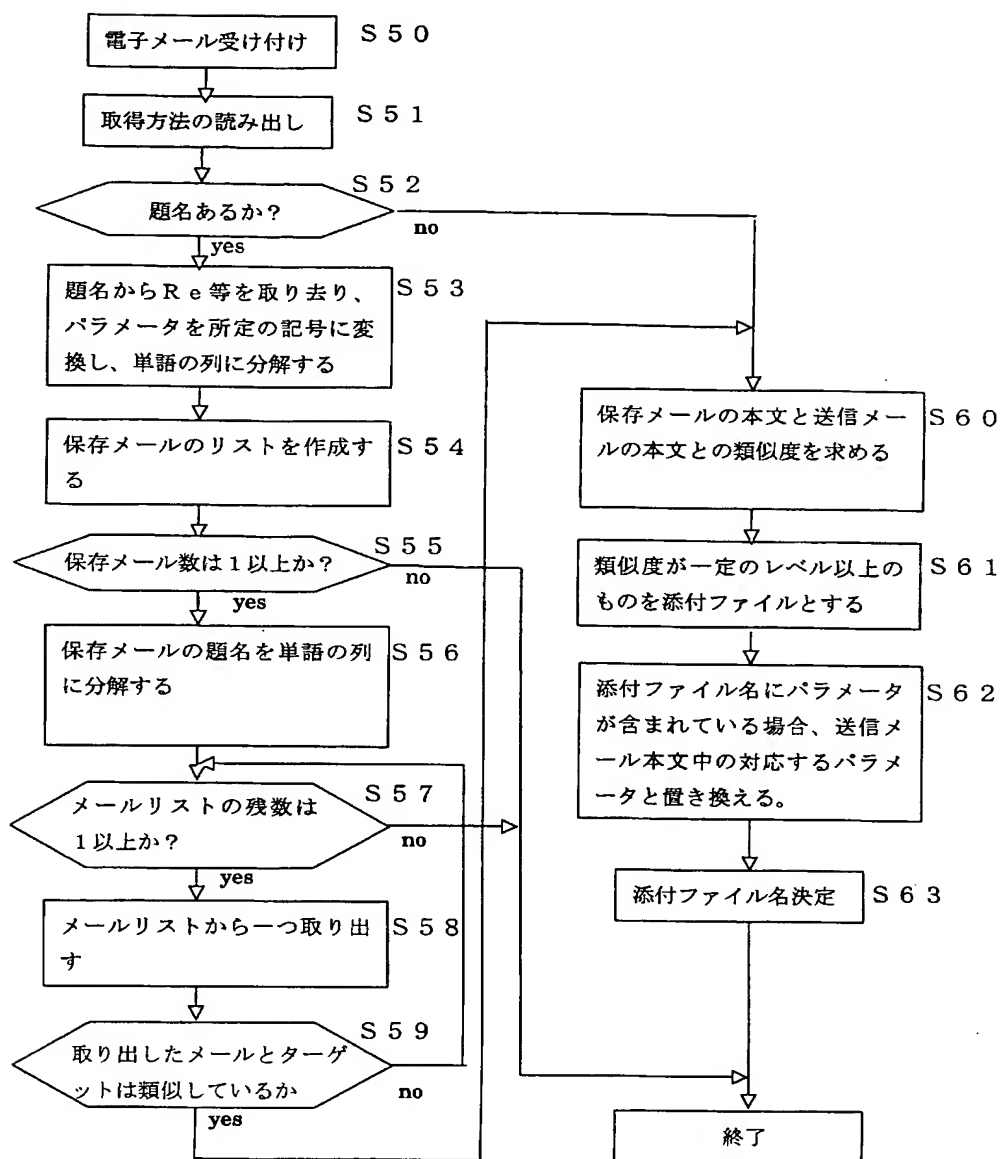 電子メール受け付け
S50
取得方法の読み出し
S51
題名あるか?
S52
no
yes
題名からRe等を取り去り、
パラメータを所定の記号に変
換し、単語の列に分解する
S53
保存メールのリストを作成す
る
S54
保存メール数は1以上か?
S55
no
yes
保存メールの題名を単語の列
に分解する
S56
メールリストの残数は
1以上か?
S57
no
yes
メールリストから一つ取り出
す
S58
取り出したメールとターゲ
ットは類似しているか
S59
no
yes
保存メールの本文と送信メー
ルの本文との類似度を求める
S60
類似度が一定のレベル以上の
ものを添付ファイルとする
S61
添付ファイル名にパラメータ
が含まれている場合、送信メ
ール本文中の対応するパラメ
ータと置き換える。
S62
添付ファイル名決定
S63
終了